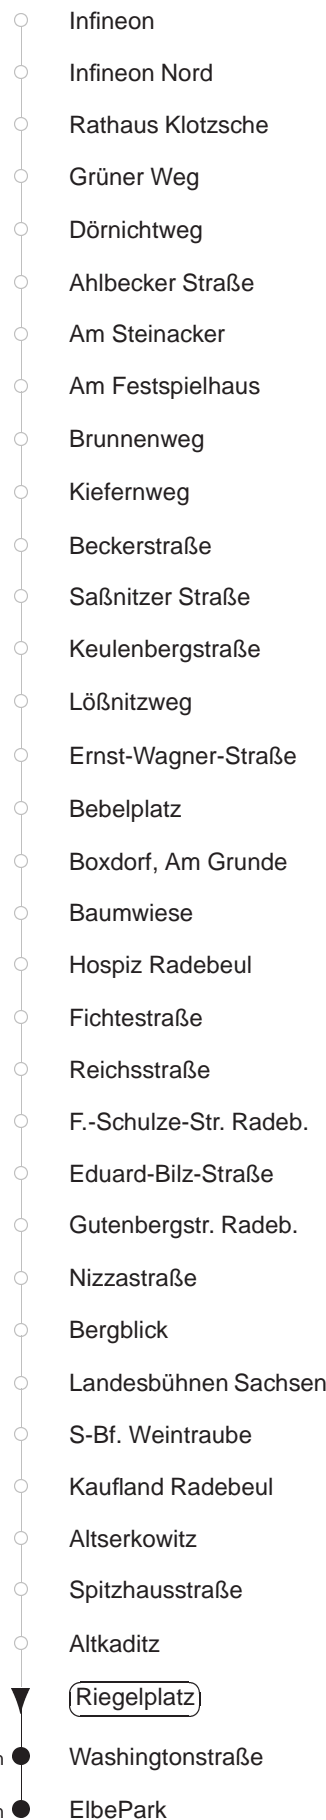 Infineon
Infineon Nord
Rathaus Klotzsche
Grüner Weg
Dörnichtweg
Ahlbecker Straße
Am Steinacker
Am Festspielhaus
Brunnenweg
Kiefernweg
Beckerstraße
Saßnitzer Straße
Keulenbergstraße
Lößnitzweg
Ernst-Wagner-Straße
Bebelplatz
Boxdorf, Am Grunde
Baumwiese
Hospiz Radebeul
Fichtestraße
Reichsstraße
F.-Schulze-Str. Radeb.
Eduard-Bilz-Straße
Gutenbergstr. Radeb.
Nizzastraße
Bergblick
Landesbühnen Sachsen
S-Bf. Weintraube
Kaufland Radebeul
Altserkowitz
Spitzhausstraße
Altkaditz
Riegelplatz
Washingtonstraße
ElbePark